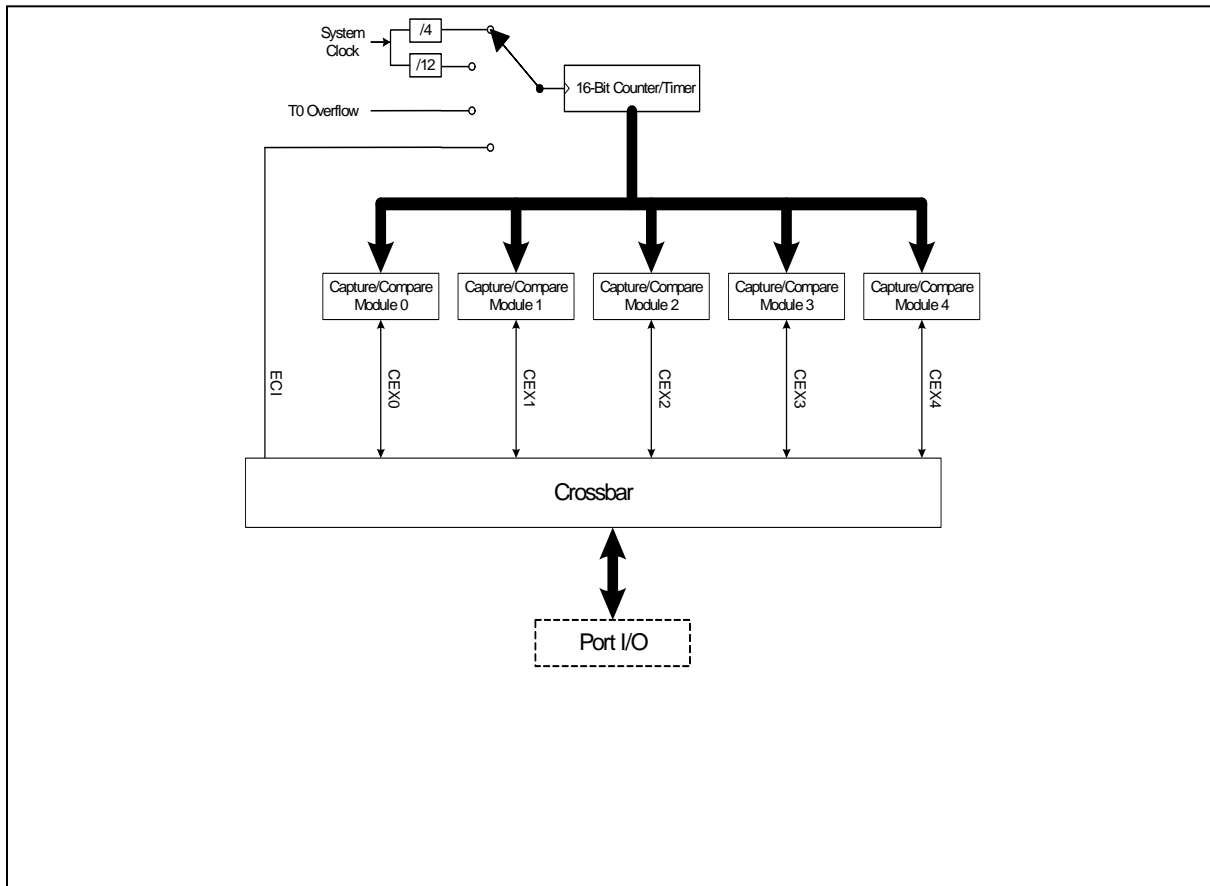 System
Clock
/4
/12
16-Bit Counter/Timer
T0 Overflow
Capture/Compare
Module 0
Capture/Compare
Module 1
Capture/Compare
Module 2
Capture/Compare
Module 3
Capture/Compare
Module 4
ECI
CEX0
CEX1
CEX2
CEX3
CEX4
Crossbar
Port I/O